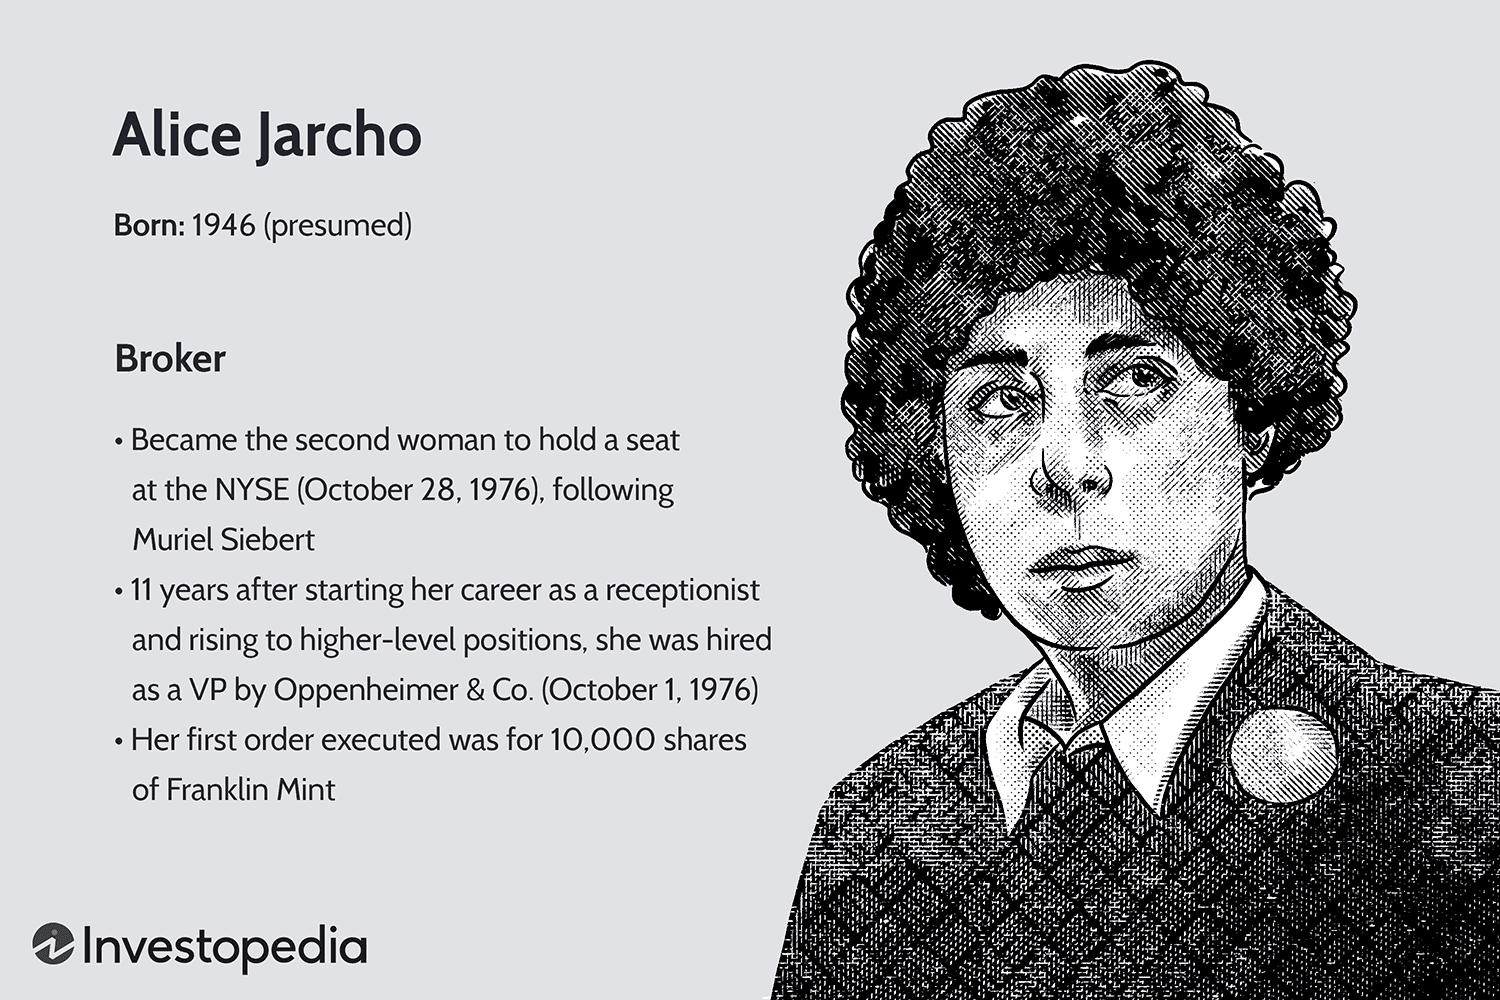 Alice Jarcho
Born: 1946 (presumed)
Broker
• Became the second woman to hold a seat
at the NYSE (October 28, 1976), following
Muriel Siebert
• 11 years after starting her career as a receptionist
and rising to higher-level positions, she was hired
as a VP by Oppenheimer & Co. (October 1, 1976)
• Her first order executed was for 10,000 shares
of Franklin Mint
Investopedia